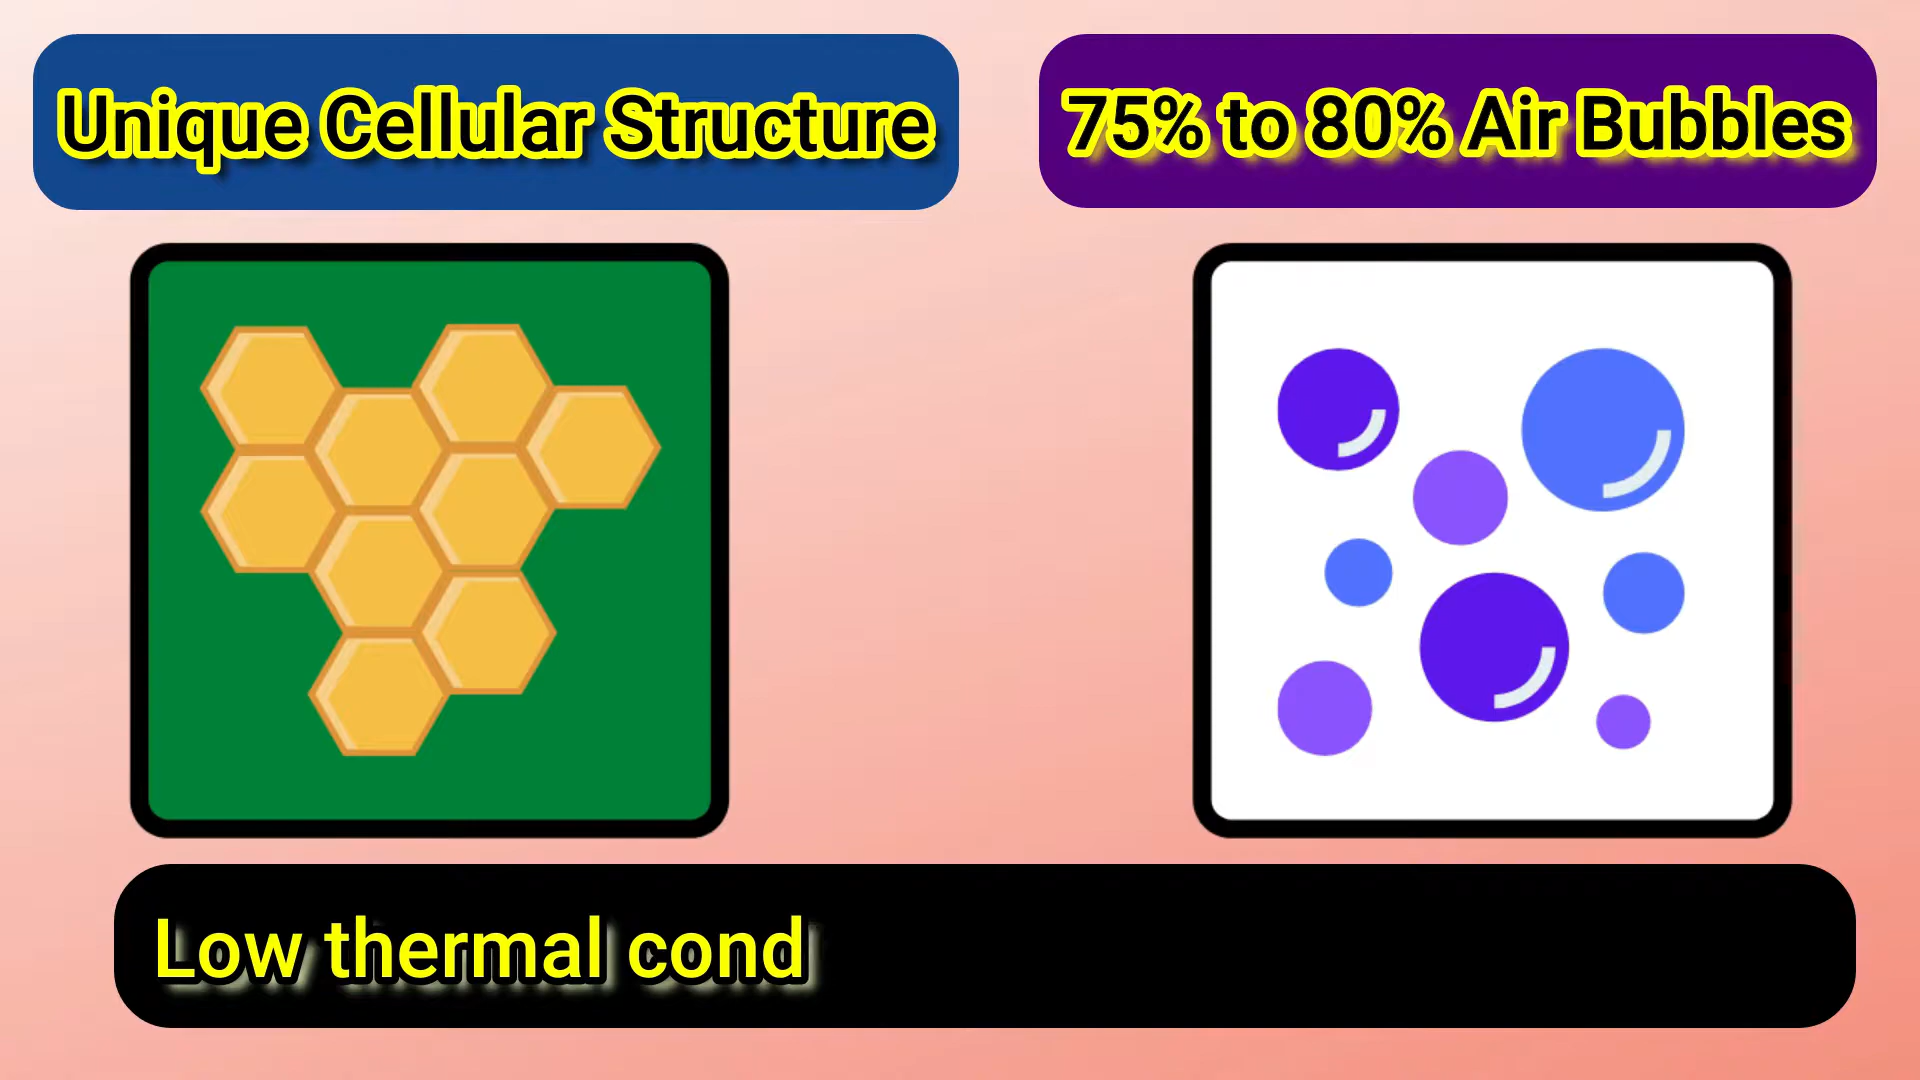 Unique Cellular Structure
75% to 80% Air Bubbles
Low thermal cond